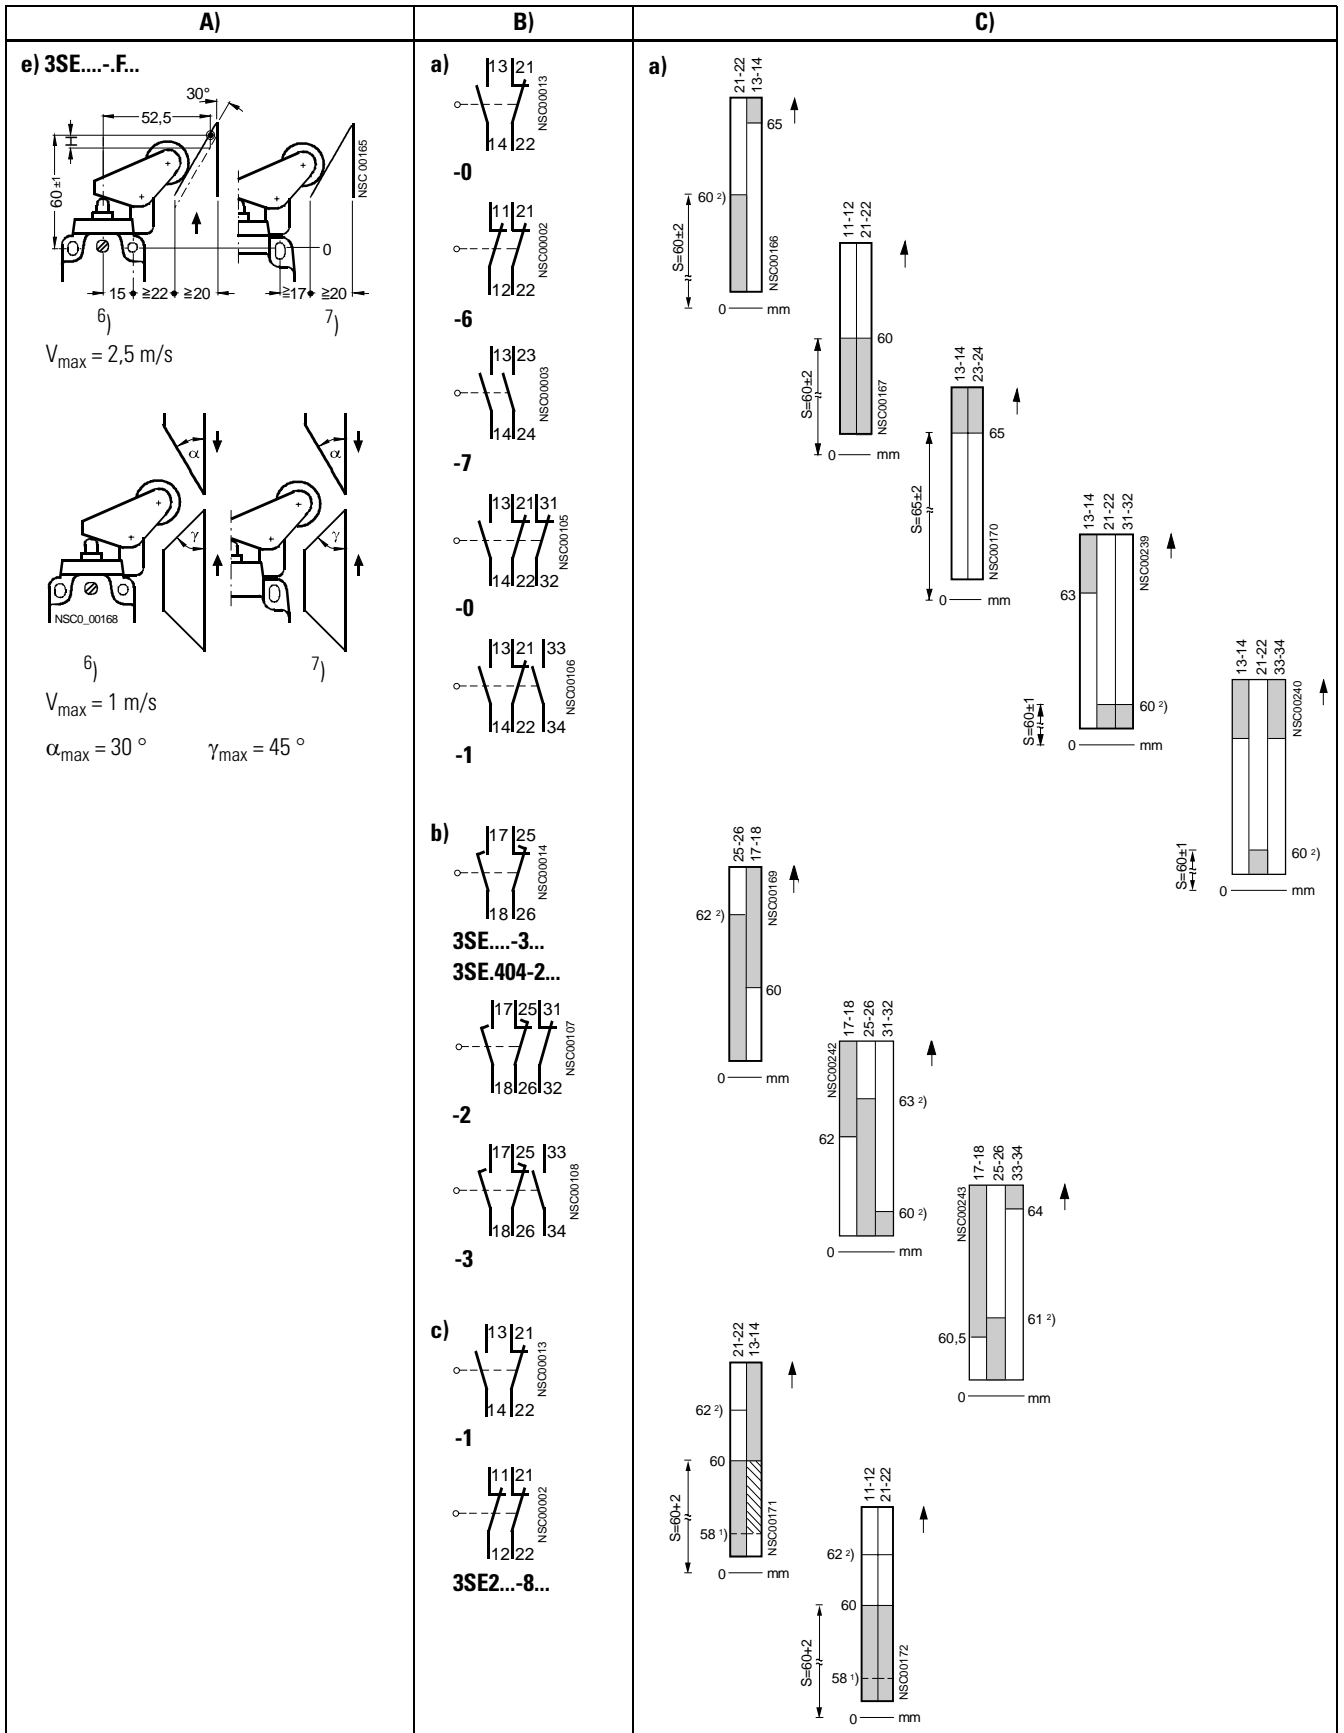 A)
B)
C)
e) 3SE....-.F...
30°
52,5
60 ±1
NSC 00165
0
15
≧22
≧20
≧17
≧20
6)
7)
Vmax = 2,5 m/s
α
α
γ
γ
NSC0_00168
6)
7)
Vmax = 1 m/s
αmax = 30 °
γmax = 45 °
a)
13 21
NSC00013
14 22
-0
11 21
NSC00002
12 22
-6
13 23
NSC00003
14 24
-7
13 21 31
NSC00105
14 22 32
-0
13 21 33
NSC00106
14 22 34
-1
b)
17 25
NSC00014
18 26
3SE....-3...
3SE.404-2...
17 25 31
NSC00107
18 26 32
-2
17 25 33
NSC00108
18 26 34
-3
c)
13 21
NSC00013
14 22
-1
11 21
NSC00002
12 22
3SE2...-8...
a)
21-22
13-14
65
60 2)
S=60±2
NSC00166
0 mm
11-12
21-22
60
S=60±2
NSC00167
0 mm
13-14
23-24
65
S=65±2
NSC00170
0 mm
13-14
21-22
31-32
NSC00239
63
60 2)
S=60±1
0 mm
13-14
21-22
33-34
NSC00240
60 2)
S=60±1
0 mm
25-26
17-18
NSC00169
62 2)
60
0 mm
17-18
25-26
31-32
NSC00242
63 2)
62
60 2)
0 mm
17-18
25-26
33-34
NSC00243
64
61 2)
60,5
0 mm
21-22
13-14
62 2)
60
S=60+2
58 1)
NSC00171
0 mm
11-12
21-22
62 2)
60
S=60+2
58 1)
NSC00172
0 mm